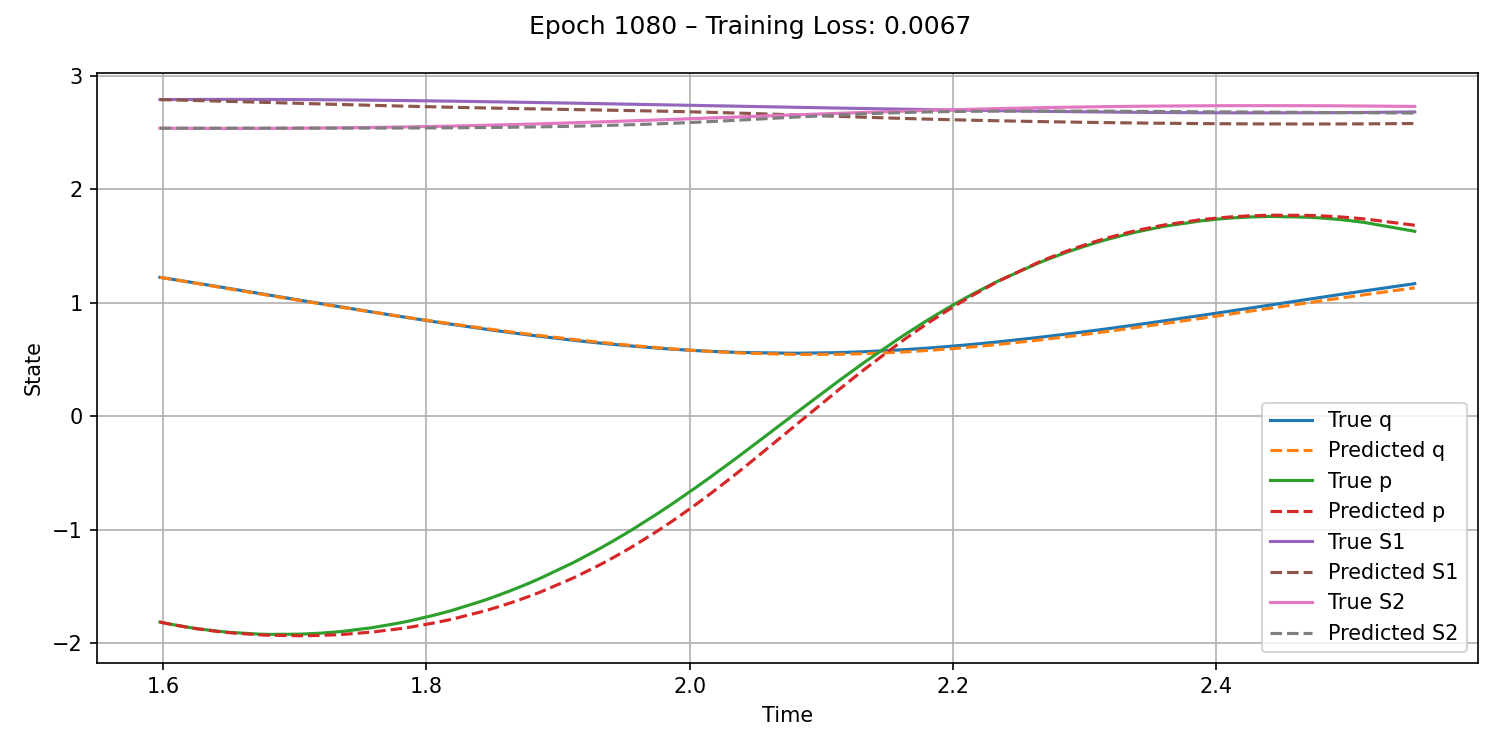 Epoch 1080 – Training Loss: 0.0067
3
2
1
0
−1
−2
State
1.6
1.8
2.0
2.2
2.4
Time
True q
Predicted q
True p
Predicted p
True S1
Predicted S1
True S2
Predicted S2